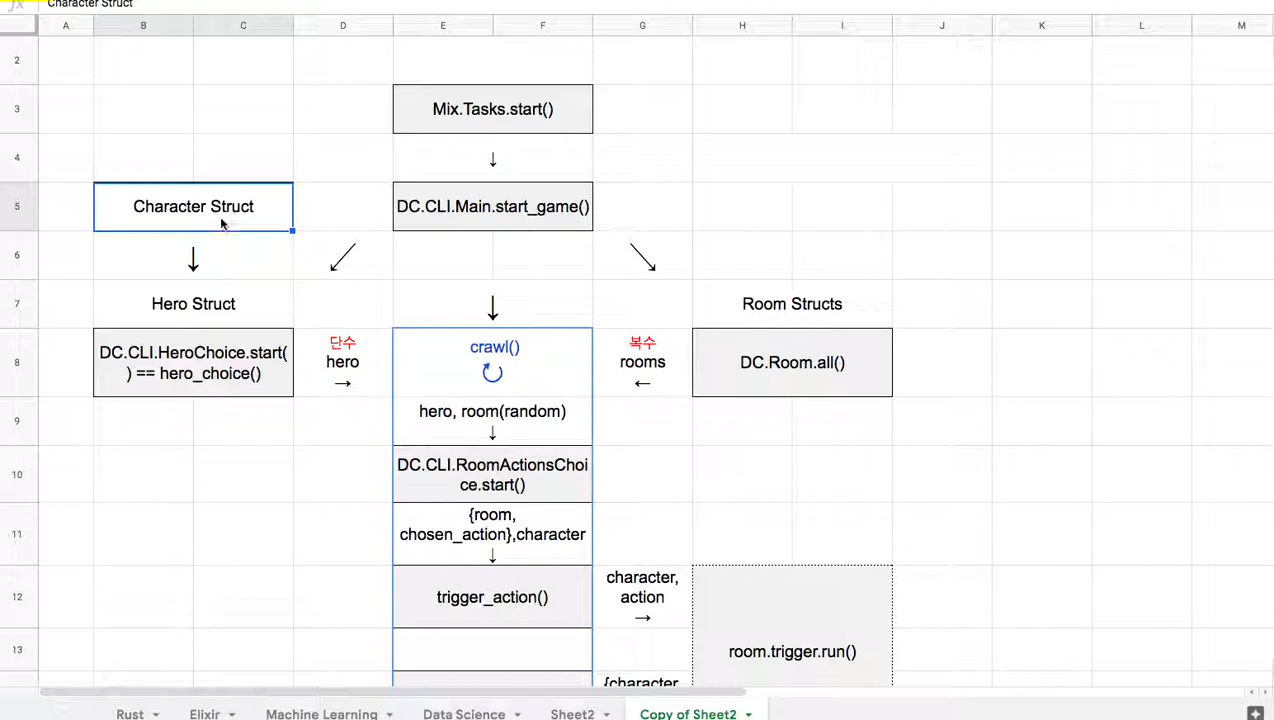 fx Character Struct
A B C D E F G H I J K L M
2
3 Mix.Tasks.start()
4 ↓
5 Character Struct DC.CLI.Main.start_game()
6 ↓ ↙ ↘
7 Hero Struct ↓ Room Structs
8
DC.CLI.HeroChoice.start(
) == hero_choice()
단수
hero
→
crawl()
복수
rooms
←
DC.Room.all()
9
hero, room(random)
↓
10
DC.CLI.RoomActionsChoi
ce.start()
11
{room,
chosen_action},character
↓
12
trigger_action()
character,
action
→
13
room.trigger.run()
{character
Rust Elixir Machine Learning Data Science Sheet2 Copy of Sheet2